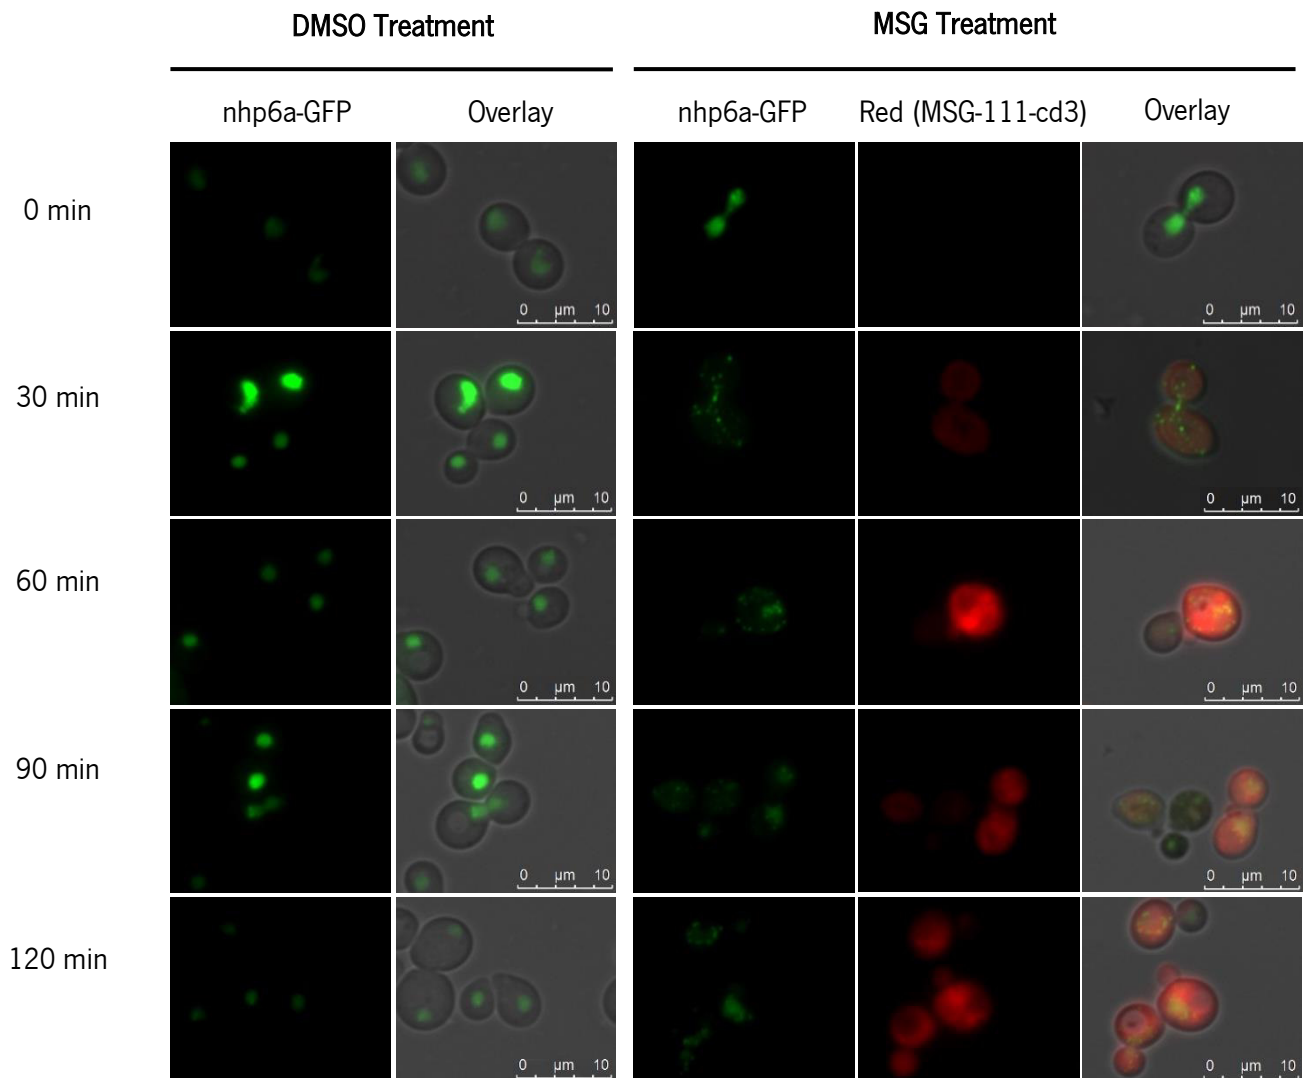 DMSO Treatment
MSG Treatment
nhp6a-GFP
Overlay
nhp6a-GFP
Red (MSG-111-cd3)
Overlay
0 min
0 µm 10
0 µm 10
30 min
0 µm 10
0 µm 10
60 min
0 µm 10
0 µm 10
90 min
0 µm 10
0 µm 10
120 min
0 µm 10
0 µm 10